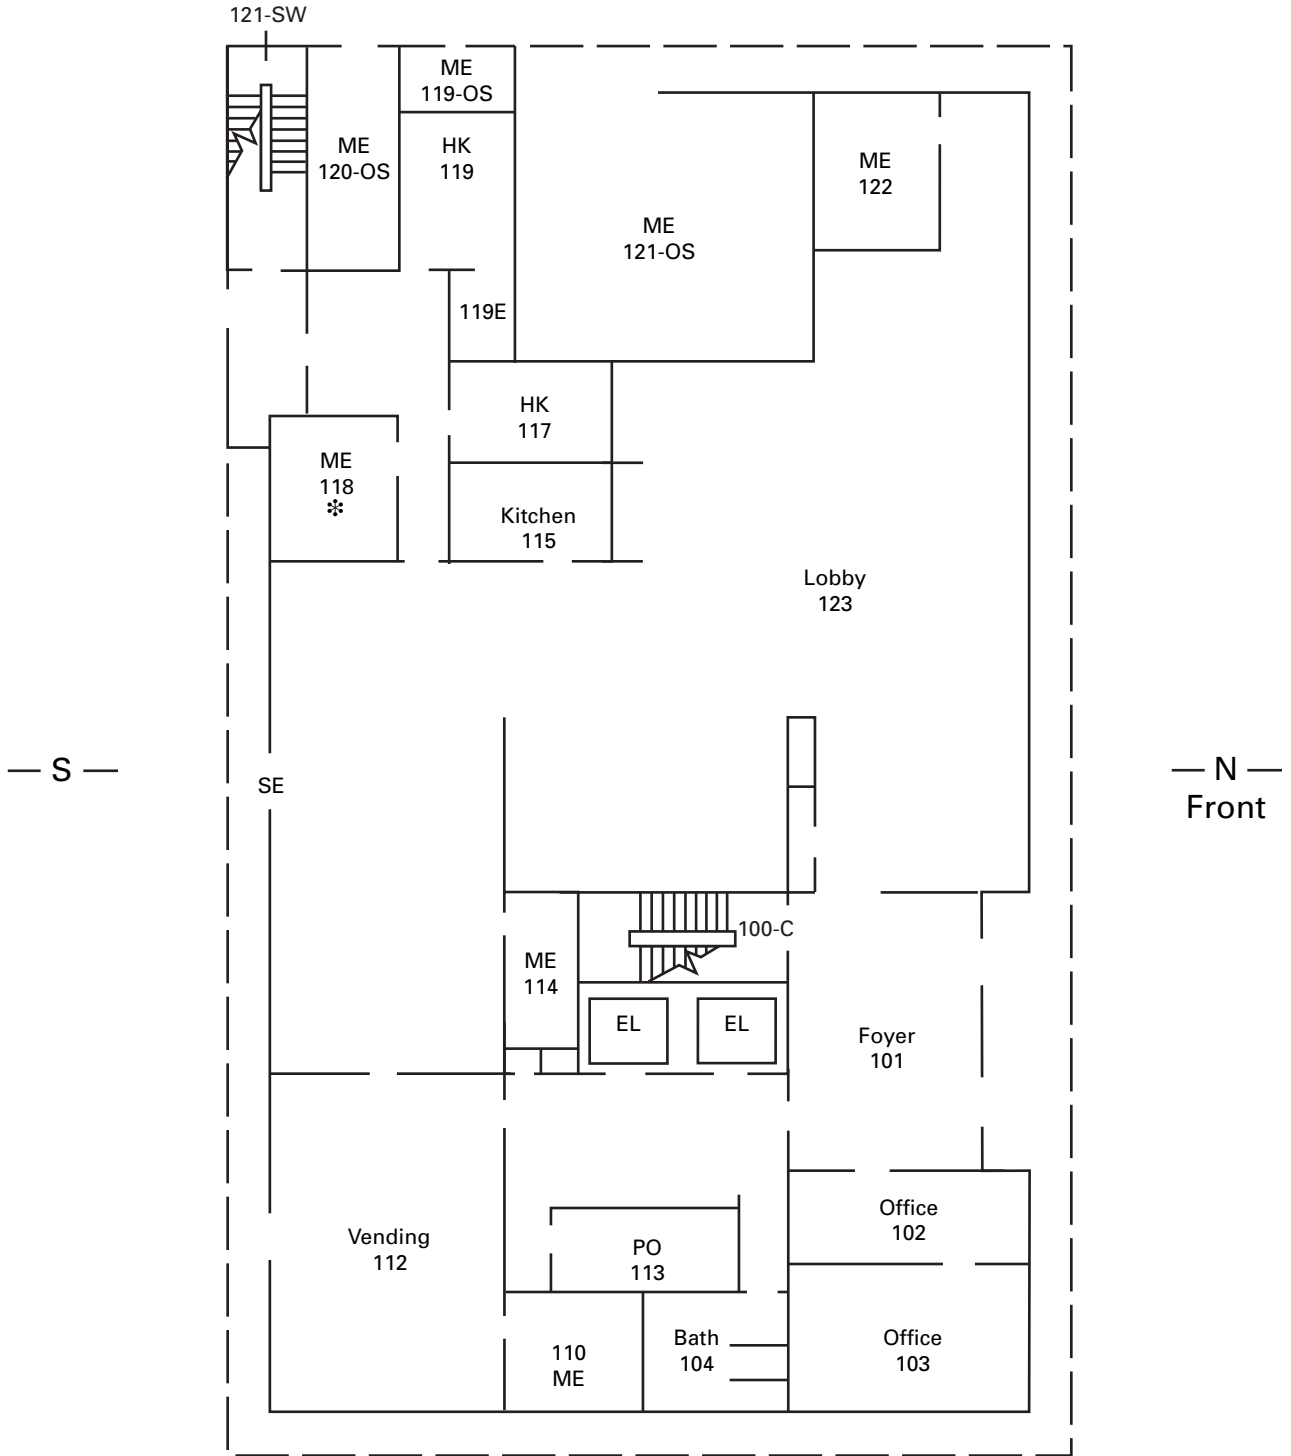 121-SW
ME
119-OS
ME
120-OS
HK
119
ME
122
ME
121-OS
119E
HK
117
ME
118
❇
Kitchen
115
Lobby
123
— S —
SE
— N —
Front
100-C
ME
114
EL
EL
Foyer
101
Office
102
Vending
112
PO
113
110
ME
Bath
104
Office
103